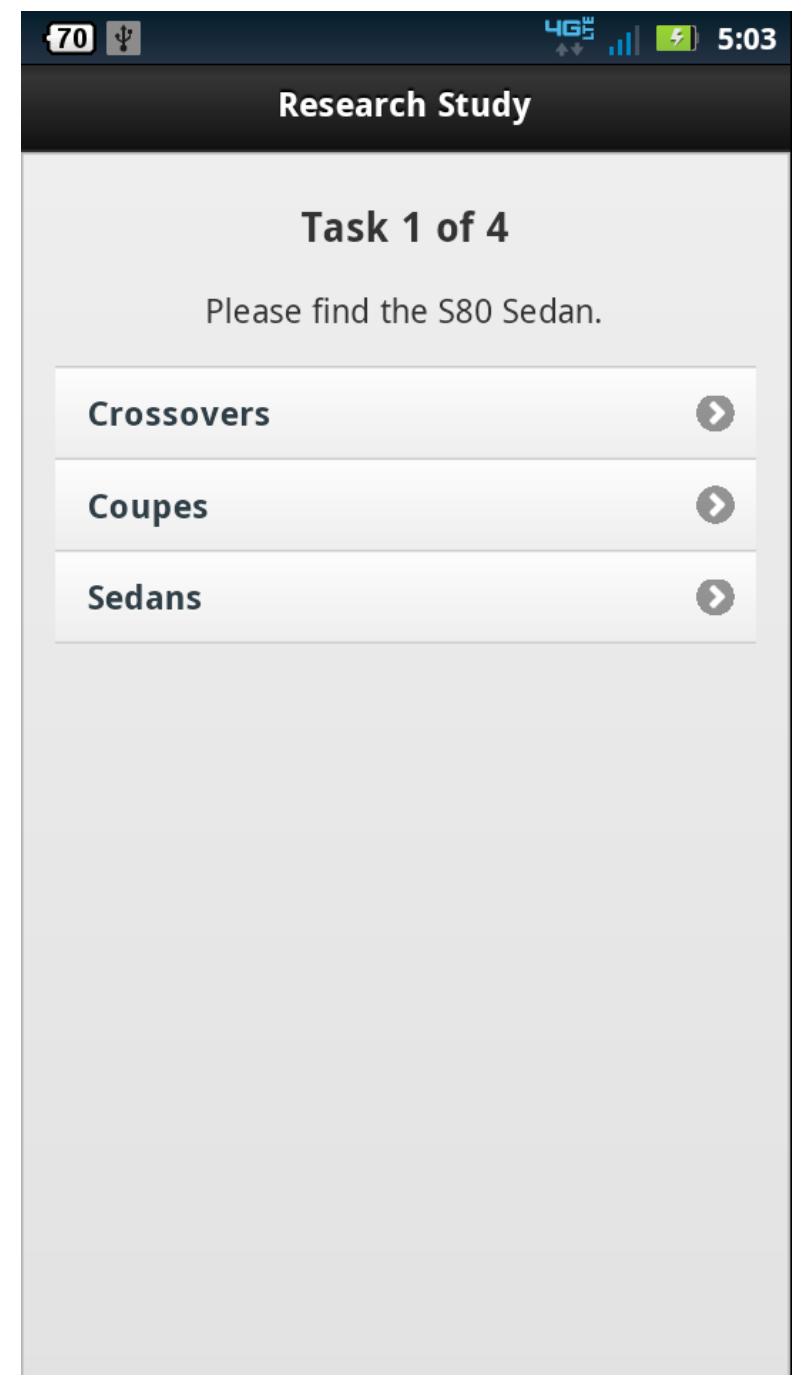 70 4G LTE 5:03
Research Study
Task 1 of 4
Please find the S80 Sedan.
Crossovers
Coupes
Sedans